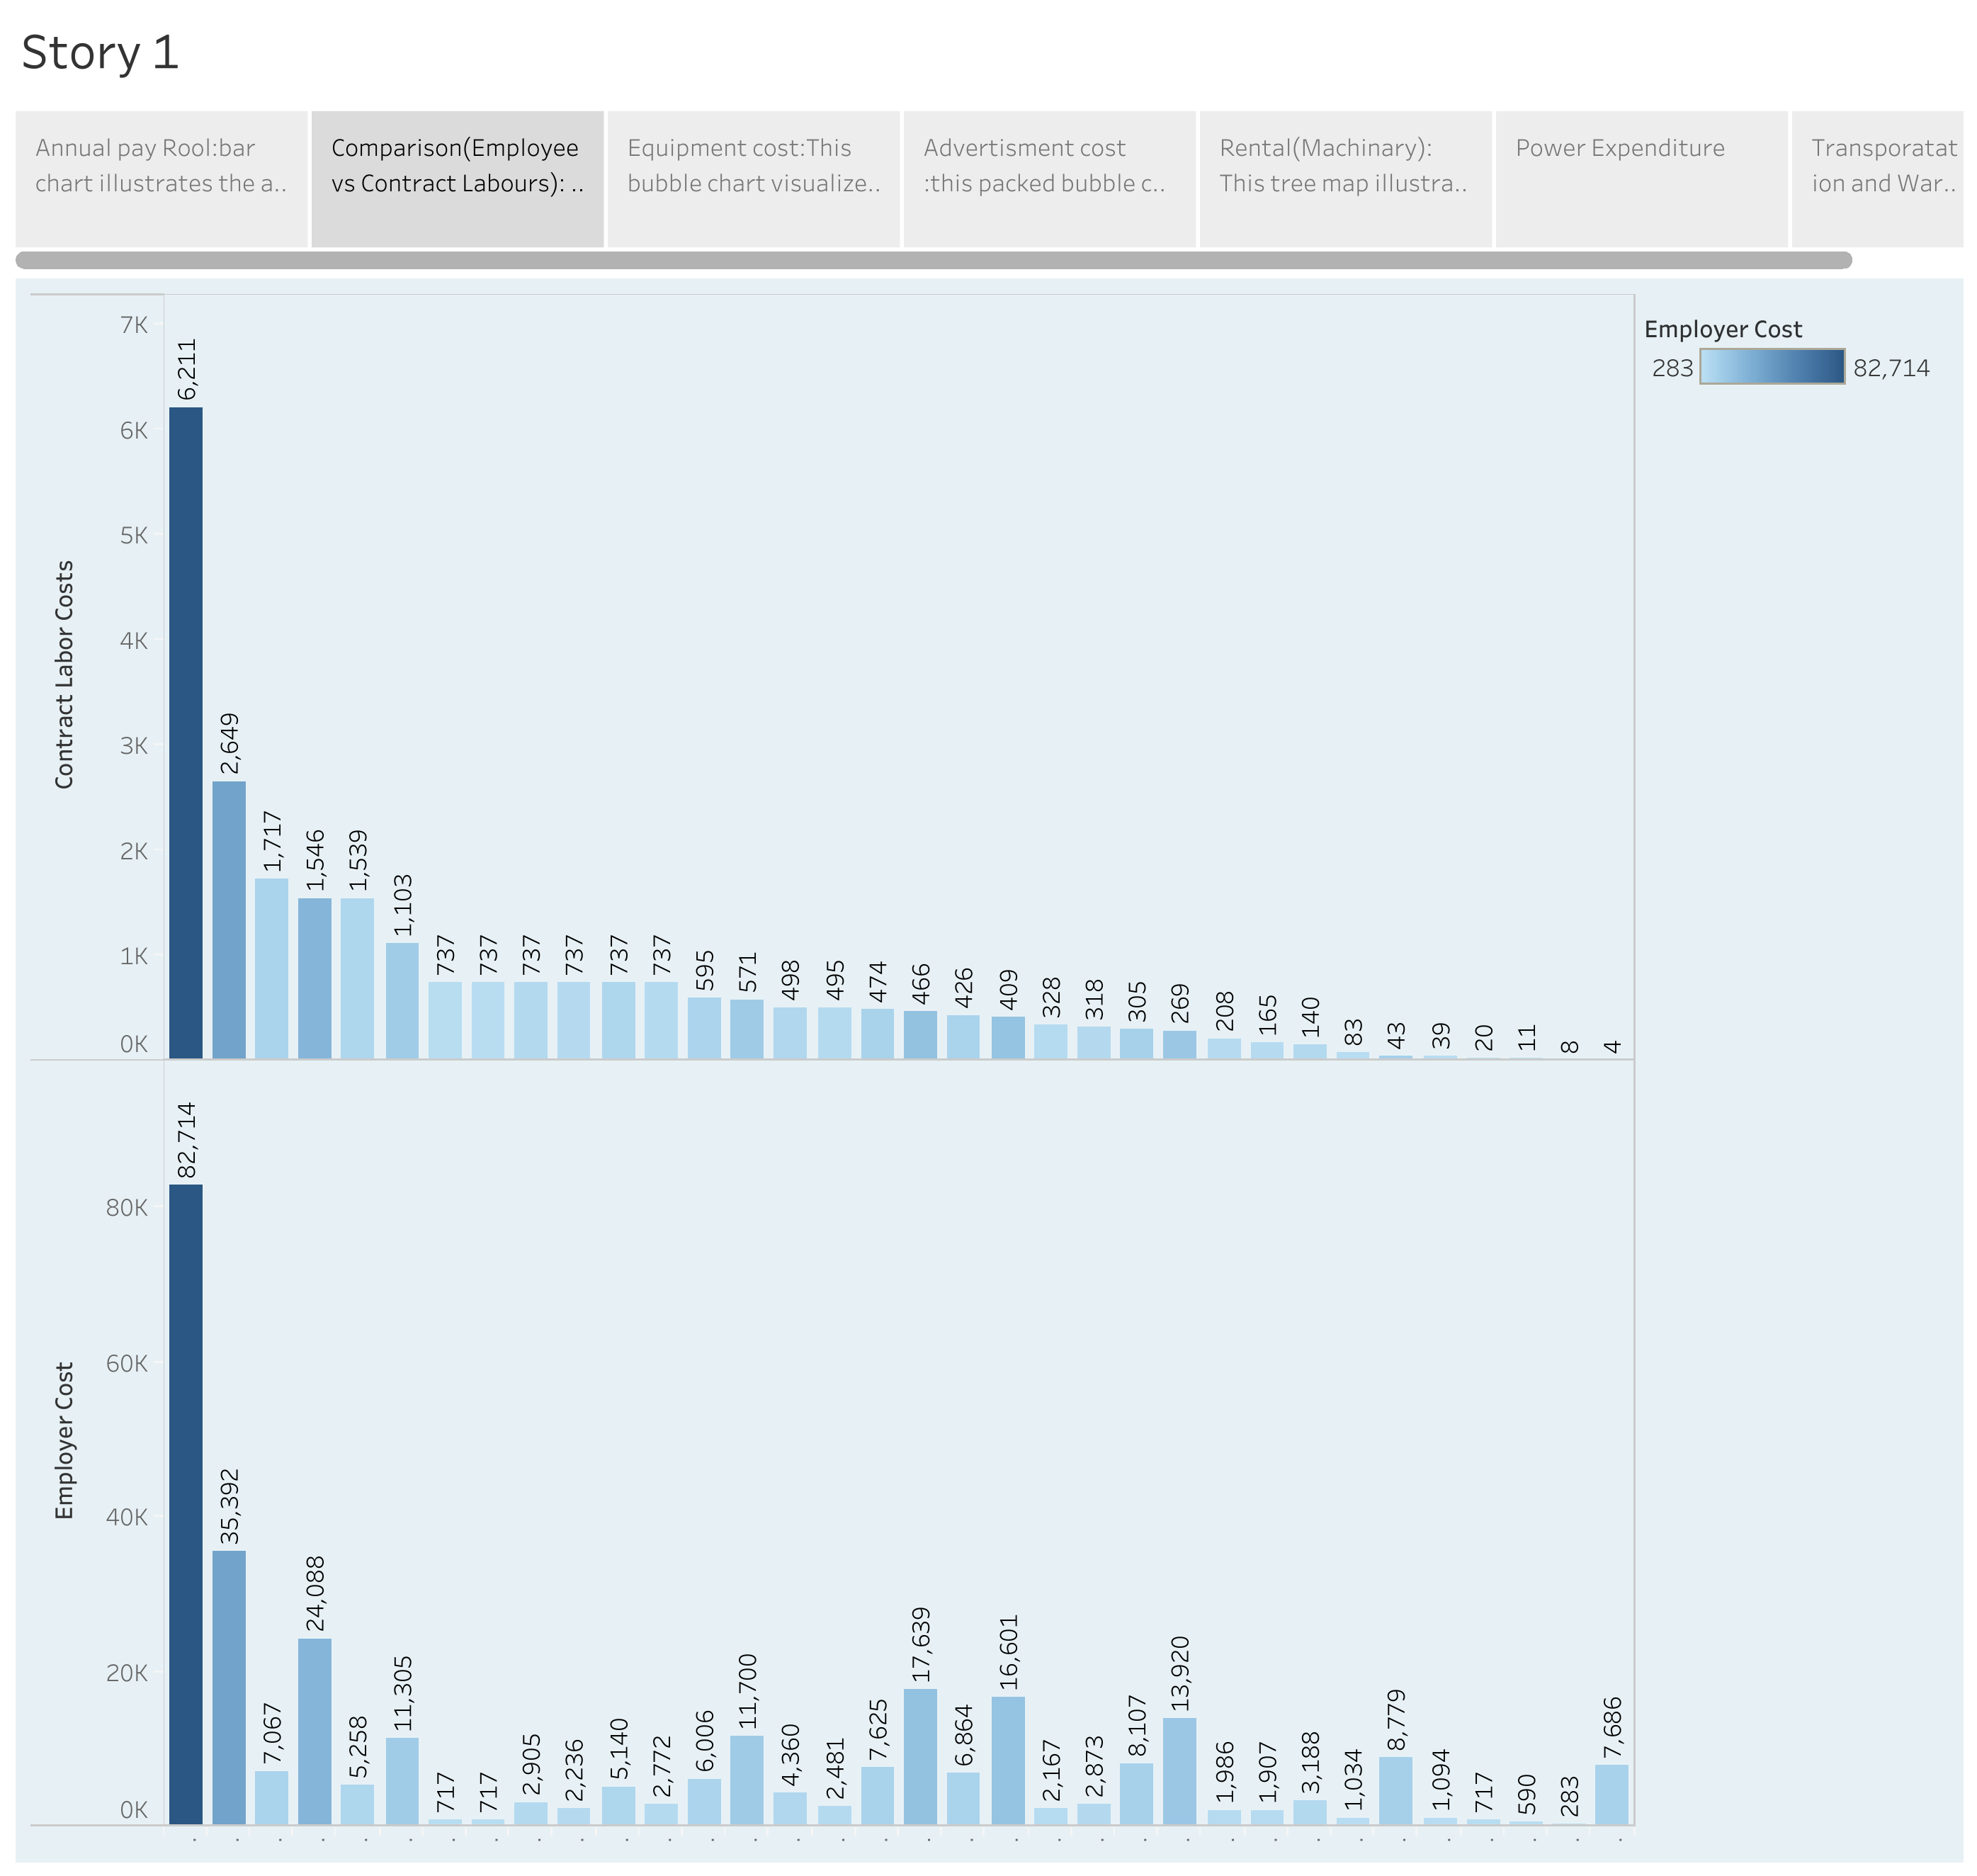 Story 1
Annual pay Rool:bar
chart illustrates the a..
Comparison(Employee
vs Contract Labours): ..
Equipment cost:This
bubble chart visualize..
Advertisment cost
:this packed bubble c..
Rental(Machinary):
This tree map illustra..
Power Expenditure
Transporatat
ion and War..
Employer Cost
283
82,714
Contract Labor Costs
7K
6K
5K
4K
3K
2K
1K
0K
6,211
2,649
1,717
1,546
1,539
1,103
737
737
737
737
737
737
595
571
498
495
474
466
426
409
328
318
305
269
208
165
140
83
43
39
20
11
8
4
Employer Cost
80K
60K
40K
20K
0K
82,714
35,392
7,067
24,088
5,258
11,305
717
717
2,905
2,236
5,140
2,772
6,006
11,700
4,360
2,481
7,625
17,639
6,864
16,601
2,167
2,873
8,107
13,920
1,986
1,907
3,188
1,034
8,779
1,094
717
590
283
7,686